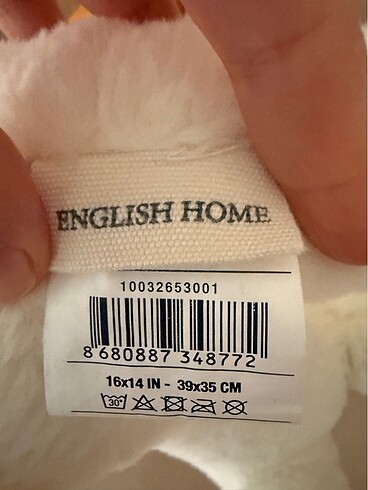 ENGLISH HOME
10032653001
8 680887 348772
16x14 IN - 39x35 CM
30°